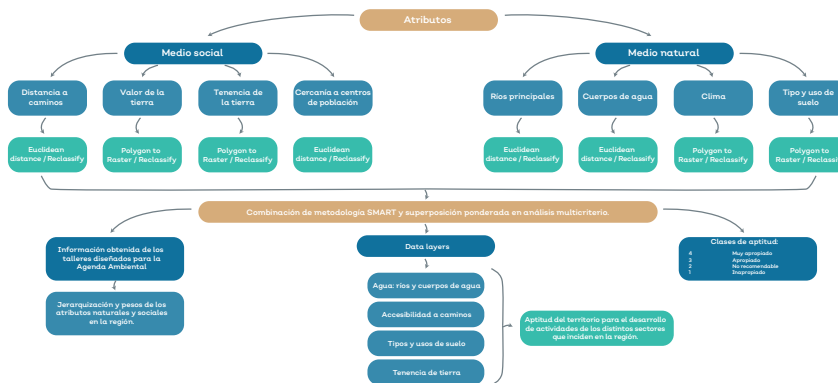 Atributos
Medio social
Medio natural
Distancia a
caminos
Valor de la
tierra
Tenencia de
la tierra
Cercanía a centros
de población
Ríos principales
Cuerpos de agua
Clima
Tipo y uso de
suelo
Euclidean
distance / Reclassify
Polygon to
Raster / Reclassify
Polygon to
Raster / Reclassify
Euclidean
distance / Reclassify
Euclidean
distance / Reclassify
Euclidean
distance / Reclassify
Polygon to
Raster / Reclassify
Polygon to
Raster / Reclassify
Combinación de metodología SMART y superposición ponderada en análisis multicriterio.
Información obtenida de los
talleres diseñados para la
Agenda Ambiental
Jerarquización y pesos de los
atributos naturales y sociales
en la región.
Data layers
Agua: ríos y cuerpos de agua
Accesibilidad a caminos
Tipos y usos de suelo
Tenencia de tierra
Aptitud del territorio para el desarrollo
de actividades de los distintos sectores
que inciden en la región.
Clases de aptitud:
4 Muy apropiado
3 Apropiado
2 No recomendable
1 Inapropiado